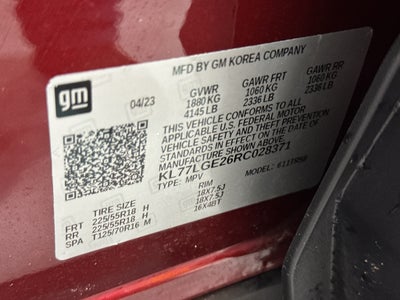 MFD BY GM KOREA COMPANY
gm
04/23
GVWR GAWR FRT GAWR RR
1880 KG 1060 KG 1060 KG
4145 LB 2336 LB 2336 LB
THIS VEHICLE CONFORMS TO ALL
APPLICABLE U.S. FEDERAL MOTOR
VEHICLE SAFETY AND THEFT PREVENTION
STANDARDS IN EFFECT ON THE DATE OF
MANUFACTURE SHOWN ABOVE.
KL77LGE26RC028371
TYPE: MPV MODEL:
TIRE SIZE RIM
FRT 225/55R18 H 18X7.5J
RR 225/55R18 H 18X7.5J
SPA T125/70R16 M 16X4BT